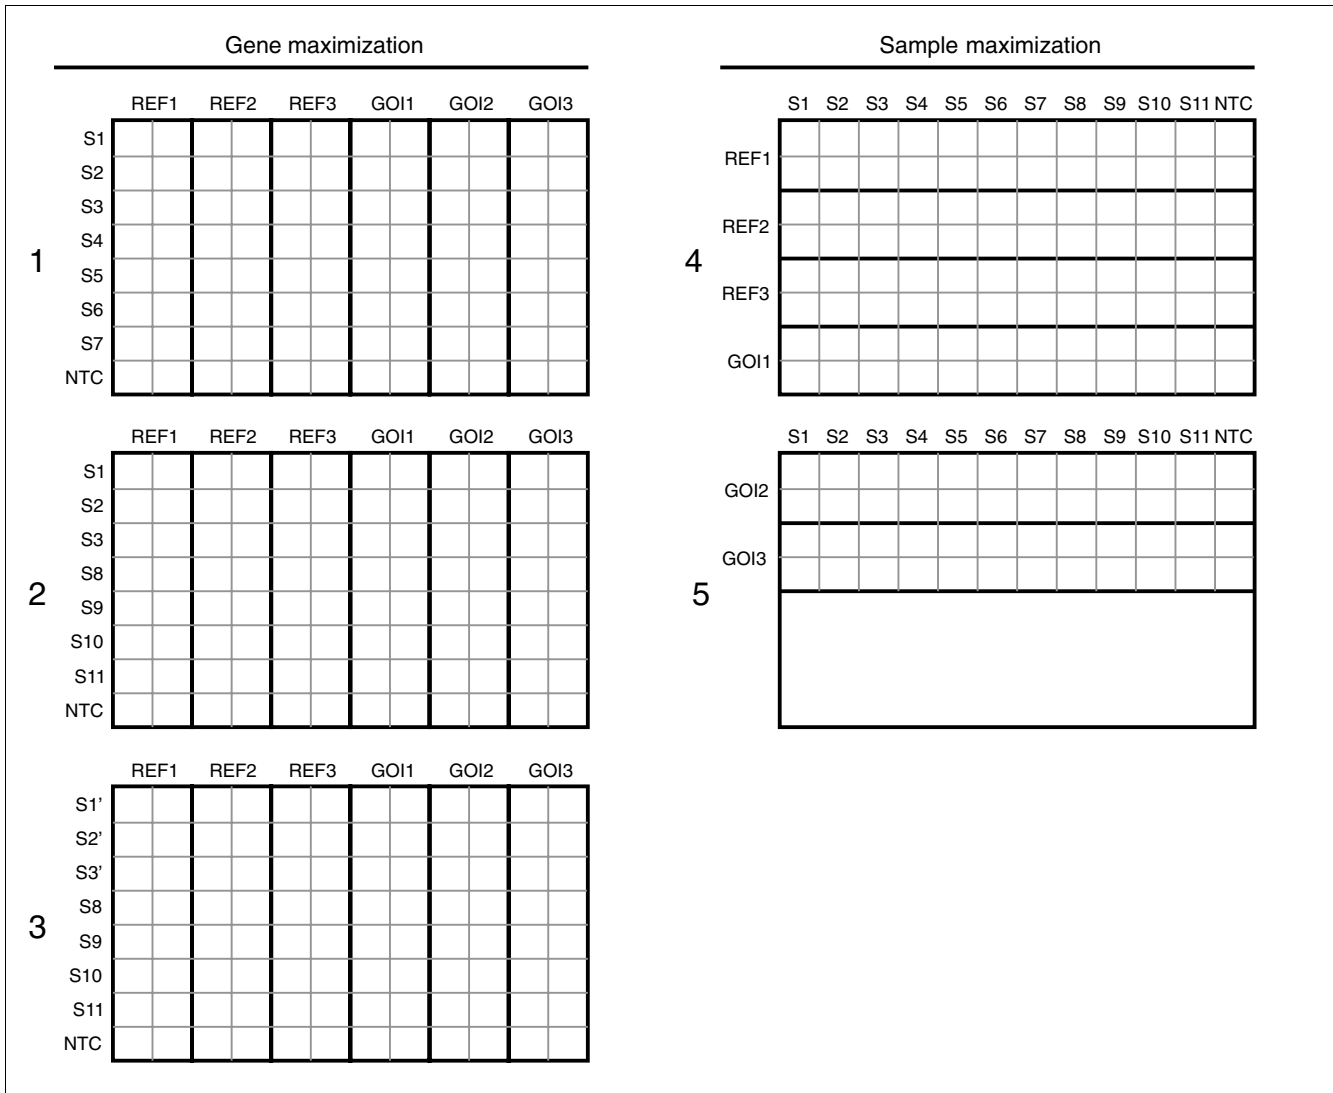 Gene maximization
REF1 REF2 REF3 GOI1 GOI2 GOI3
S1
S2
S3
S4
1
S5
S6
S7
NTC
REF1 REF2 REF3 GOI1 GOI2 GOI3
S1
S2
S3
S8
2
S9
S10
S11
NTC
REF1 REF2 REF3 GOI1 GOI2 GOI3
S1’
S2’
S3’
S8
3
S9
S10
S11
NTC
Sample maximization
S1 S2 S3 S4 S5 S6 S7 S8 S9 S10 S11 NTC
REF1
REF2
4
REF3
GOI1
S1 S2 S3 S4 S5 S6 S7 S8 S9 S10 S11 NTC
GOI2
GOI3
5